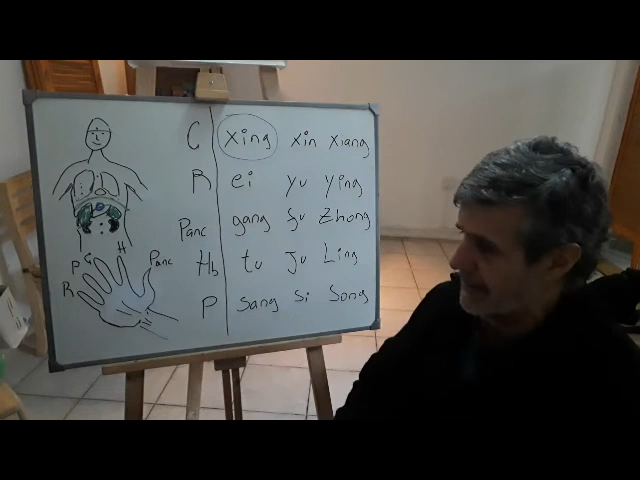 C xing xin xiang
R ei yu ying
Panc gang fu Zhong
Hb tu Ju Ling
P sang si Song
R P C H Panc